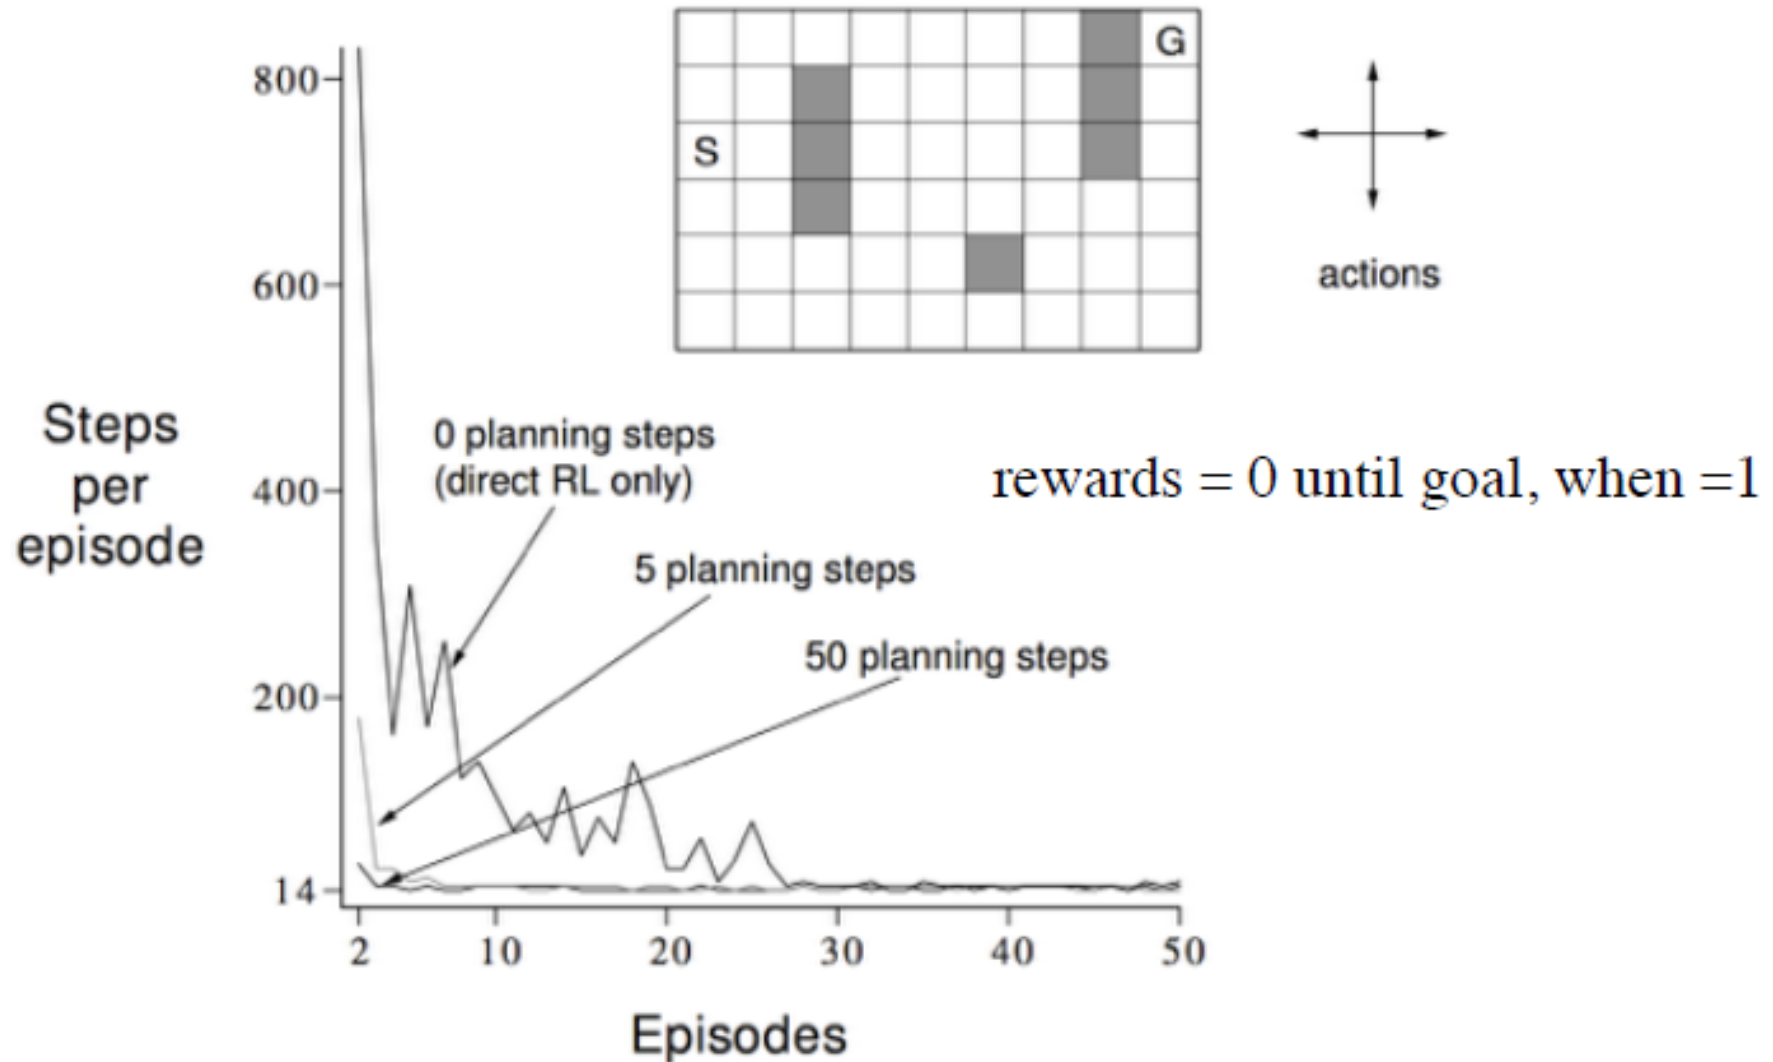 G
S
actions
800
600
400
200
14
Steps
per
episode
0 planning steps
(direct RL only)
rewards = 0 until goal, when =1
5 planning steps
50 planning steps
2 10 20 30 40 50
Episodes